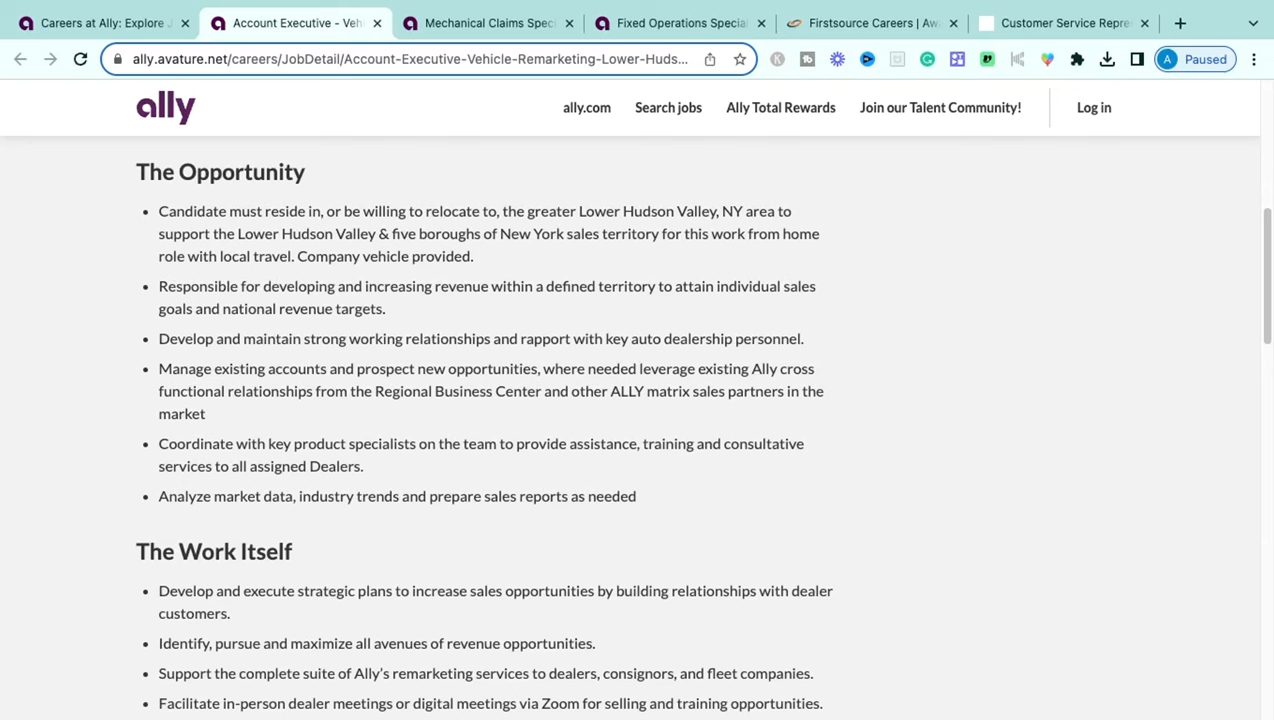 Careers at Ally: Explore J
Account Executive - Veh
Mechanical Claims Speci
Fixed Operations Special
Firstsource Careers | Aw
Customer Service Repre
ally.avature.net/careers/JobDetail/Account-Executive-Vehicle-Remarketing-Lower-Huds...
A Paused
ally
ally.com Search jobs Ally Total Rewards Join our Talent Community! Log in
The Opportunity
• Candidate must reside in, or be willing to relocate to, the greater Lower Hudson Valley, NY area to
support the Lower Hudson Valley & five boroughs of New York sales territory for this work from home
role with local travel. Company vehicle provided.
• Responsible for developing and increasing revenue within a defined territory to attain individual sales
goals and national revenue targets.
• Develop and maintain strong working relationships and rapport with key auto dealership personnel.
• Manage existing accounts and prospect new opportunities, where needed leverage existing Ally cross
functional relationships from the Regional Business Center and other ALLY matrix sales partners in the
market
• Coordinate with key product specialists on the team to provide assistance, training and consultative
services to all assigned Dealers.
• Analyze market data, industry trends and prepare sales reports as needed
The Work Itself
• Develop and execute strategic plans to increase sales opportunities by building relationships with dealer
customers.
• Identify, pursue and maximize all avenues of revenue opportunities.
• Support the complete suite of Ally’s remarketing services to dealers, consignors, and fleet companies.
• Facilitate in-person dealer meetings or digital meetings via Zoom for selling and training opportunities.